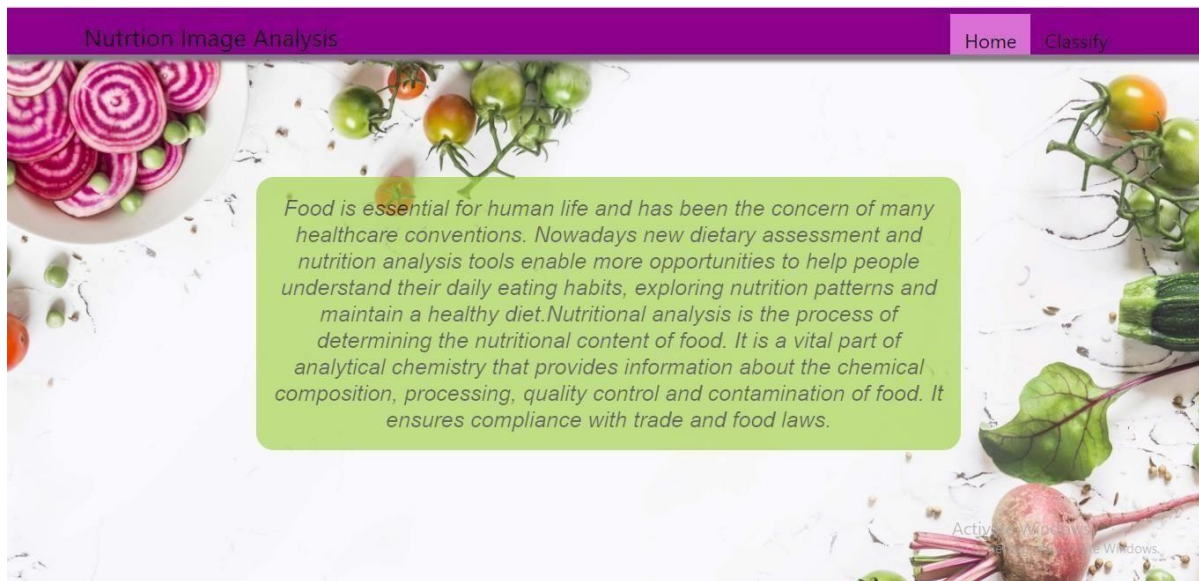 Nutrtion Image Analysis
Home
Classify
Food is essential for human life and has been the concern of many
healthcare conventions. Nowadays new dietary assessment and
nutrition analysis tools enable more opportunities to help people
understand their daily eating habits, exploring nutrition patterns and
maintain a healthy diet.Nutritional analysis is the process of
determining the nutritional content of food. It is a vital part of
analytical chemistry that provides information about the chemical
composition, processing, quality control and contamination of food. It
ensures compliance with trade and food laws.
Windows
Windows.